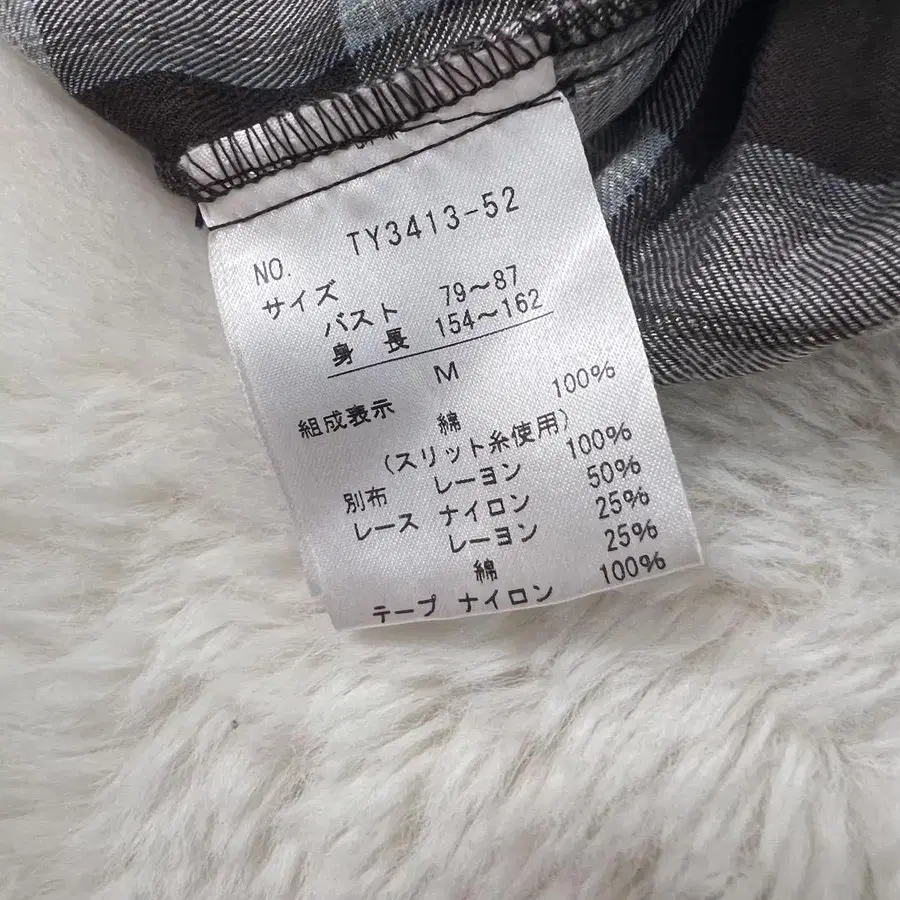 NO. TY3413-52
サイズ
バスト 79〜87
身 長 154〜162
M
組成表示 綿 100%
(スリット糸使用)
別布 レーヨン 100%
レース ナイロン 50%
レーヨン 25%
綿 25%
テープ ナイロン 100%